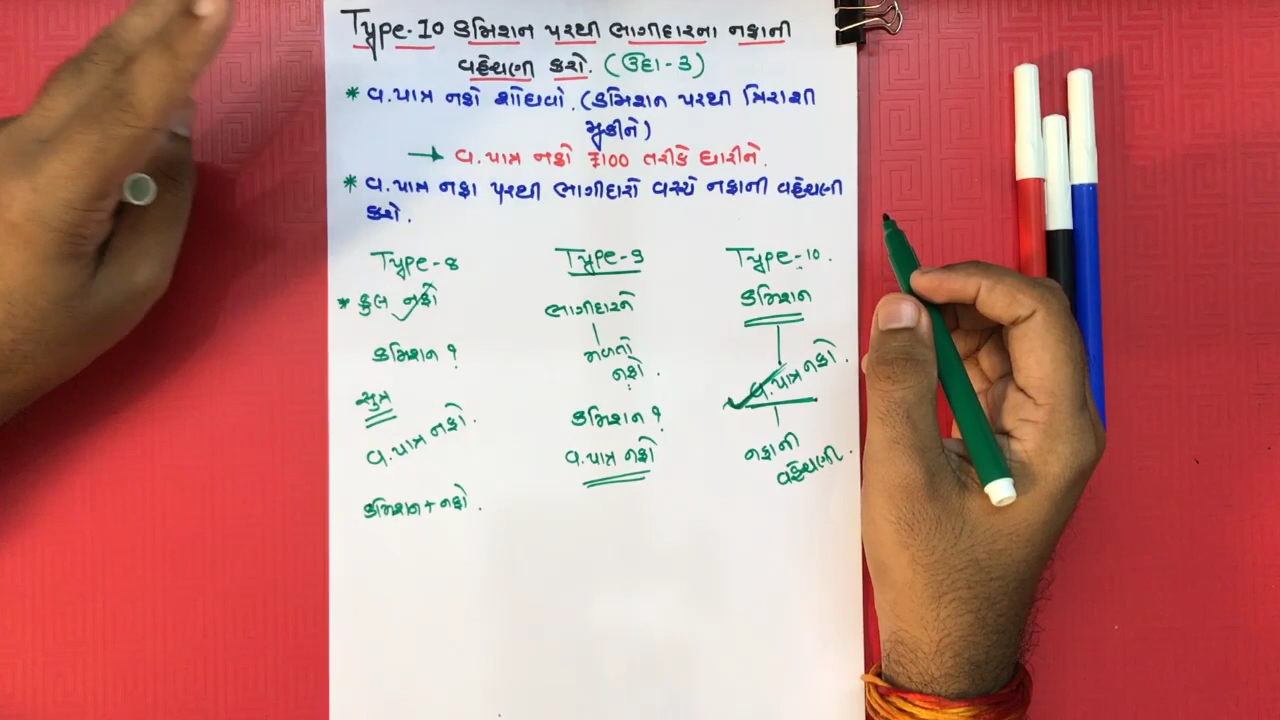 Type-10 કમિશન પરથી ભાગીદારના નફાની
વહેંચણી કરો. (ઉદા-૩)
* વ.પાત્ર નફો શોધવો. (કમિશન પરથી ત્રિરાશી
મુકીને)
→ વ.પાત્ર નફો ₹100 તરીકે ધારીને.
* વ.પાત્ર નફા પરથી ભાગીદારો વચ્ચે નફાની વહેંચણી
કરો.
Type-8
* કુલ નફો
કમિશન ?
સુત્ર
વ.પાત્ર નફો.
કમિશન + નફો.
Type-9
ભાગીદારને
મળતો
નફો.
કમિશન ?
વ.પાત્ર નફો
Type-10.
કમિશન
વ.પાત્ર નફો.
નફાની
વહેંચણી.